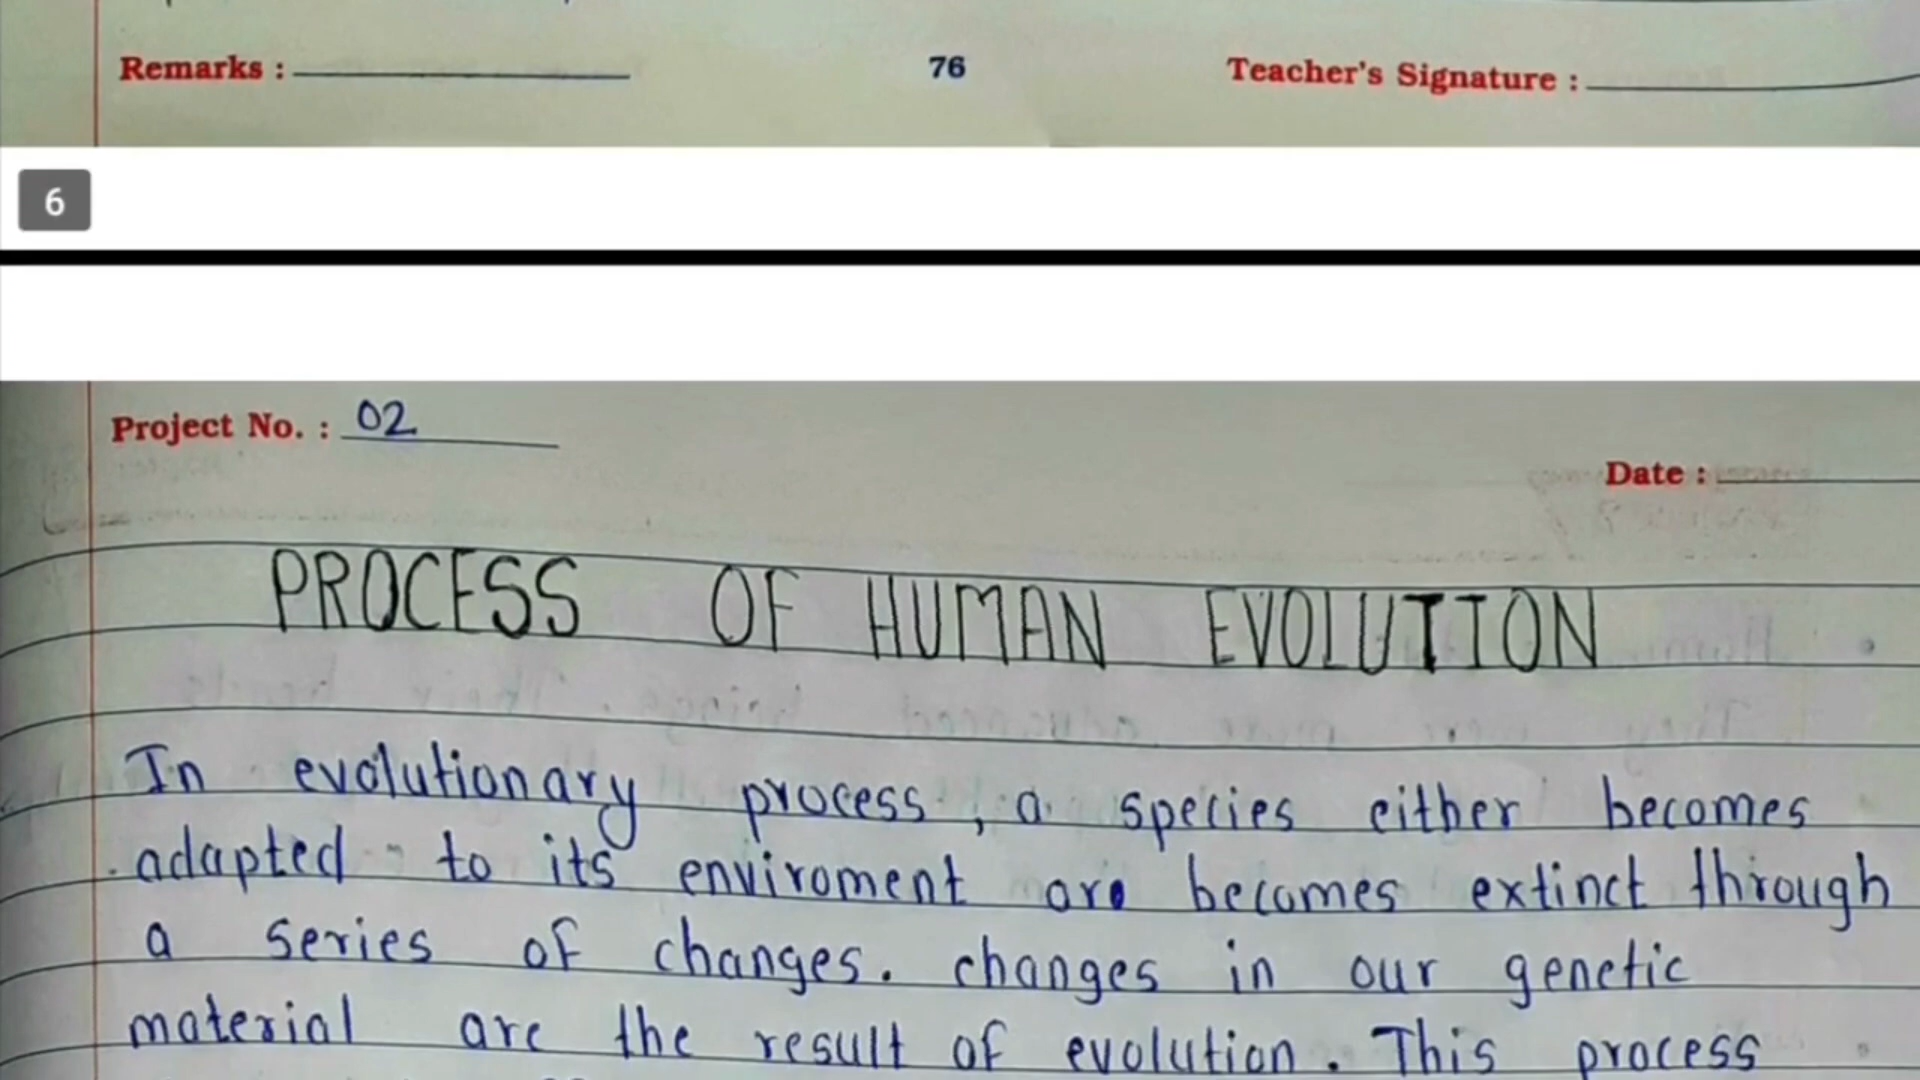 Remarks :
76
Teacher's Signature :
6
Project No. : 02
Date :
PROCESS OF HUMAN EVOLUTION
In evolutionary process, a species either becomes
adapted to its enviroment or becomes extinct through
a series of changes. changes in our genetic
material are the result of evolution. This process